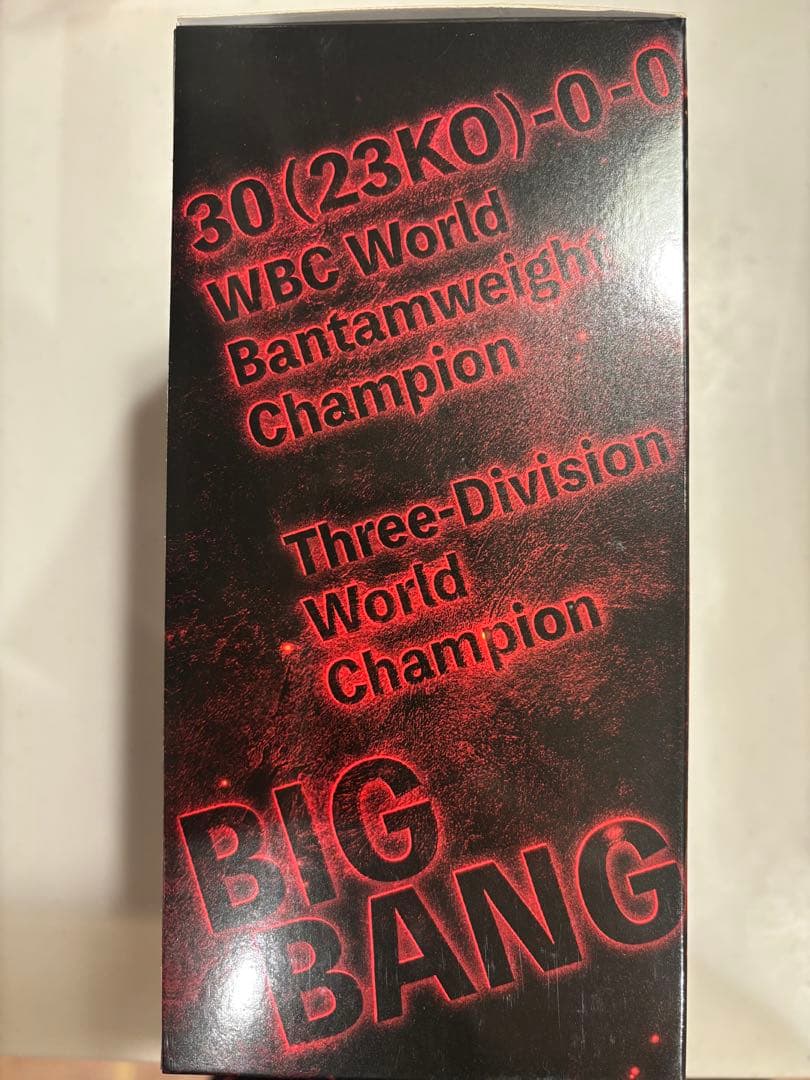 30(23KO)-0-0
WBC World
Bantamweight
Champion
Three-Division
World
Champion
BIG
BANG